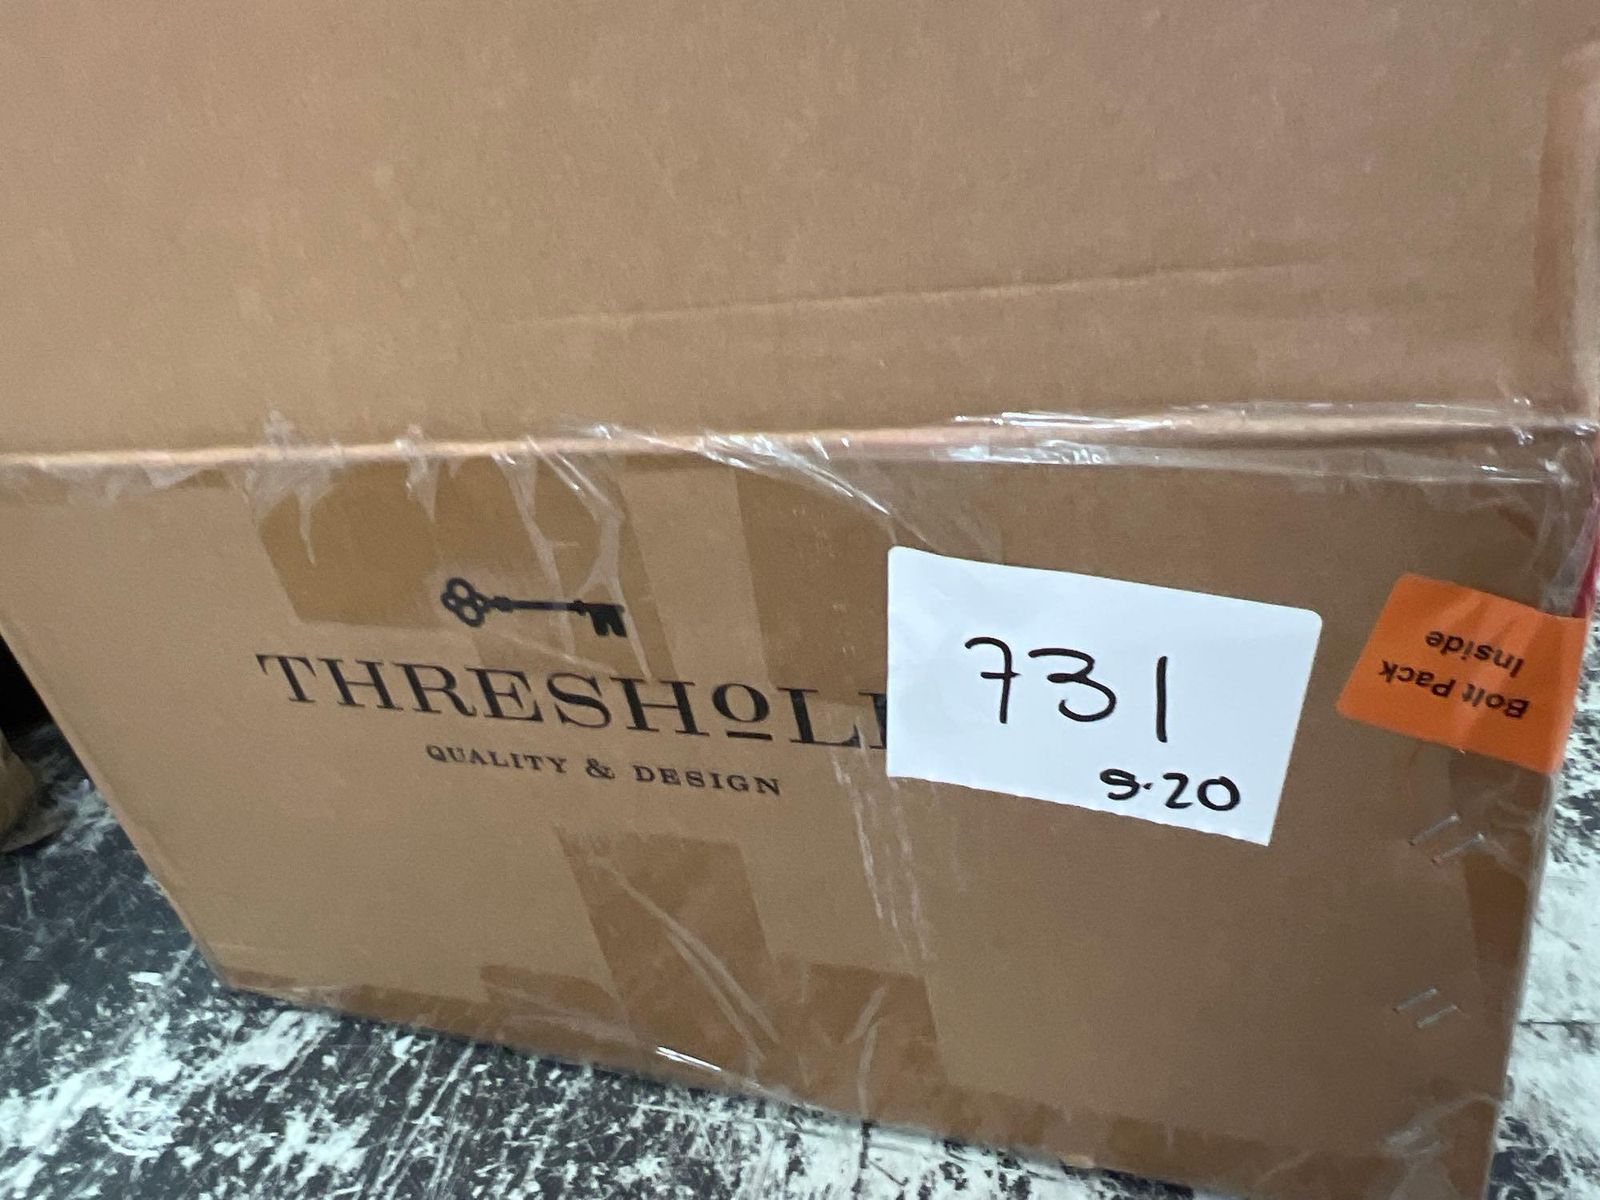 THRESHOL
QUALITY & DESIGN
731
9.20
Bolt Pack
Inside